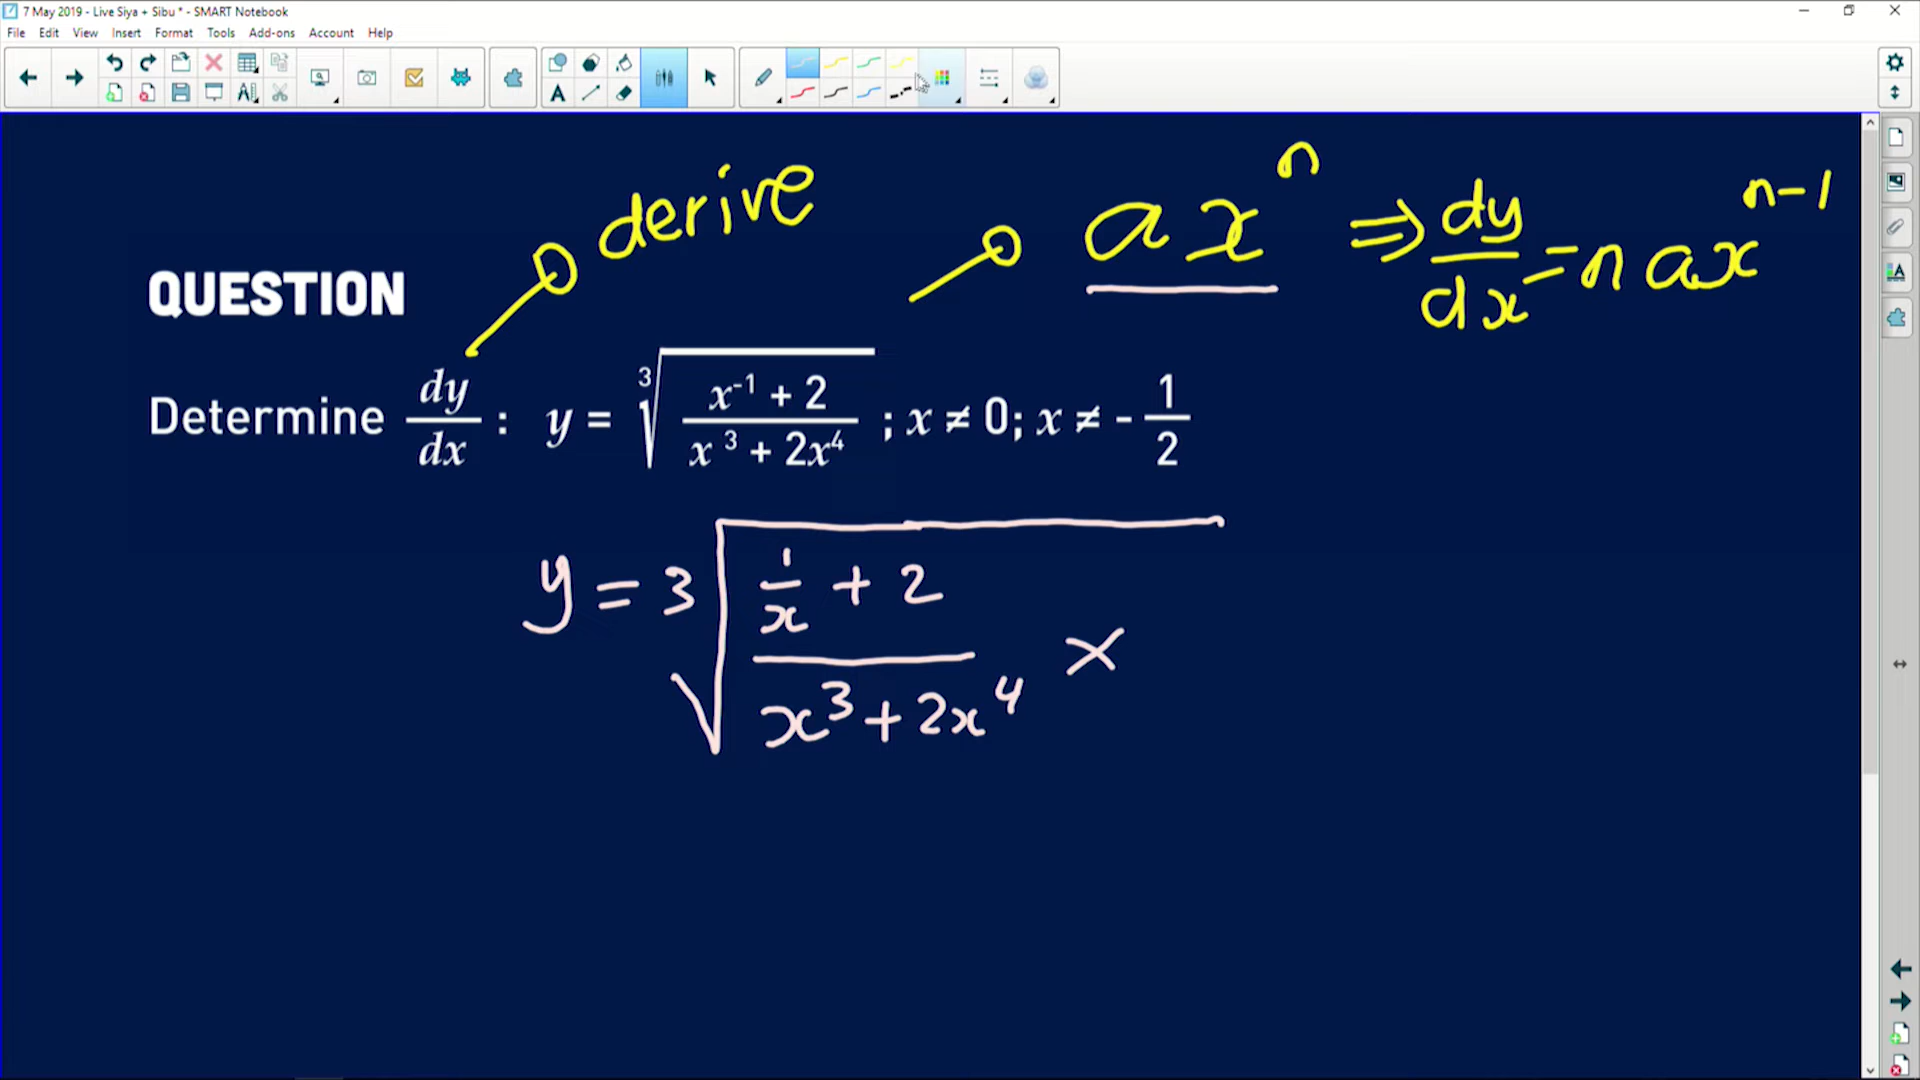 7 May 2019 - Live Siya + Sibu * - SMART Notebook
File Edit View Insert Format Tools Add-ons Account Help
derive
ax^n ⇒ dy/dx = nax^(n-1)
QUESTION
Determine dy/dx : y = ∛((x^-1 + 2)/(x^3 + 2x^4)) ; x ≠ 0; x ≠ - 1/2
y = 3√((1/x + 2)/(x^3 + 2x^4) ×